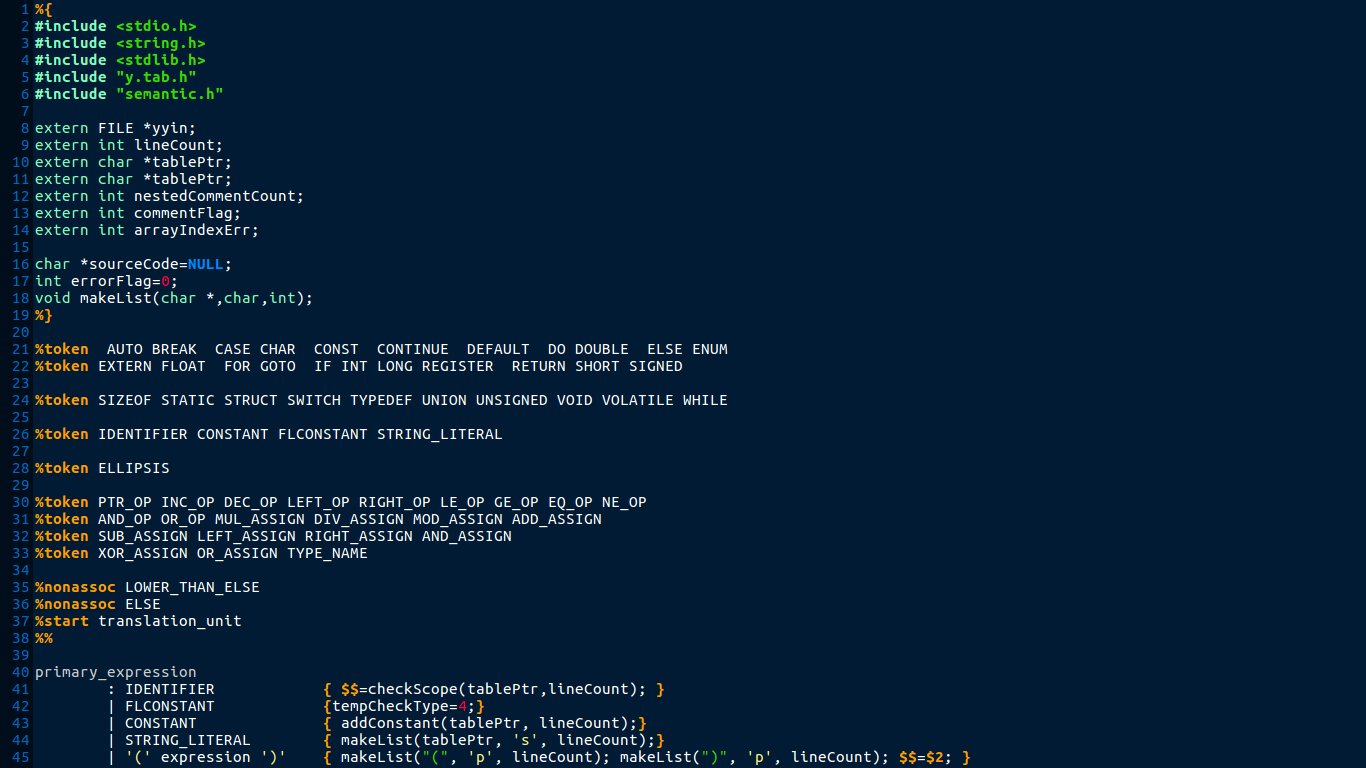 1 %{
2 #include <stdio.h>
3 #include <string.h>
4 #include <stdlib.h>
5 #include "y.tab.h"
6 #include "semantic.h"
7
8 extern FILE *yyin;
9 extern int lineCount;
10 extern char *tablePtr;
11 extern char *tablePtr;
12 extern int nestedCommentCount;
13 extern int commentFlag;
14 extern int arrayIndexErr;
15
16 char *sourceCode=NULL;
17 int errorFlag=0;
18 void makeList(char *,char,int);
19 %}
20
21 %token  AUTO BREAK  CASE CHAR  CONST  CONTINUE  DEFAULT  DO DOUBLE  ELSE ENUM
22 %token EXTERN FLOAT  FOR GOTO  IF INT LONG REGISTER  RETURN SHORT SIGNED
23
24 %token SIZEOF STATIC STRUCT SWITCH TYPEDEF UNION UNSIGNED VOID VOLATILE WHILE
25
26 %token IDENTIFIER CONSTANT FLCONSTANT STRING_LITERAL
27
28 %token ELLIPSIS
29
30 %token PTR_OP INC_OP DEC_OP LEFT_OP RIGHT_OP LE_OP GE_OP EQ_OP NE_OP
31 %token AND_OP OR_OP MUL_ASSIGN DIV_ASSIGN MOD_ASSIGN ADD_ASSIGN
32 %token SUB_ASSIGN LEFT_ASSIGN RIGHT_ASSIGN AND_ASSIGN
33 %token XOR_ASSIGN OR_ASSIGN TYPE_NAME
34
35 %nonassoc LOWER_THAN_ELSE
36 %nonassoc ELSE
37 %start translation_unit
38 %%
39
40 primary_expression
41         : IDENTIFIER            { $$=checkScope(tablePtr,lineCount); }
42         | FLCONSTANT            {tempCheckType=4;}
43         | CONSTANT              { addConstant(tablePtr, lineCount);}
44         | STRING_LITERAL        { makeList(tablePtr, 's', lineCount);}
45         | '(' expression ')'    { makeList("(", 'p', lineCount); makeList(")", 'p', lineCount); $$=$2; }